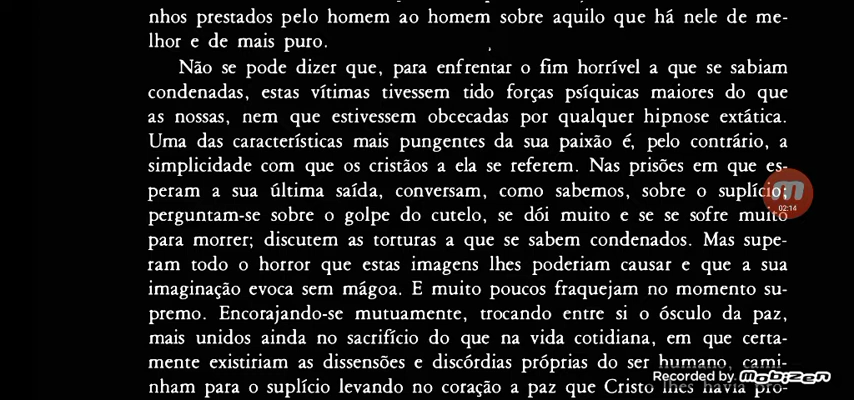 nhos prestados pelo homem ao homem sobre aquilo que há nele de me-
lhor e de mais puro.
Não se pode dizer que, para enfrentar o fim horrível a que se sabiam
condenadas, estas vítimas tivessem tido forças psíquicas maiores do que
as nossas, nem que estivessem obcecadas por qualquer hipnose extática.
Uma das características mais pungentes da sua paixão é, pelo contrário, a
simplicidade com que os cristãos a ela se referem. Nas prisões em que es-
peram a sua última saída, conversam, como sabemos, sobre o suplício;
perguntam-se sobre o golpe do cutelo, se dói muito e se se sofre muito
para morrer; discutem as torturas a que se sabem condenados. Mas supe-
ram todo o horror que estas imagens lhes poderiam causar e que a sua
imaginação evoca sem mágoa. E muito poucos fraquejam no momento su-
premo. Encorajando-se mutuamente, trocando entre si o ósculo da paz,
mais unidos ainda no sacrifício do que na vida cotidiana, em que certa-
mente existiriam as dissensões e discórdias próprias do ser humano, cami-
nham para o suplício levando no coração a paz que Cristo lhes havia pro-
02:14
Recorded by Mobizen